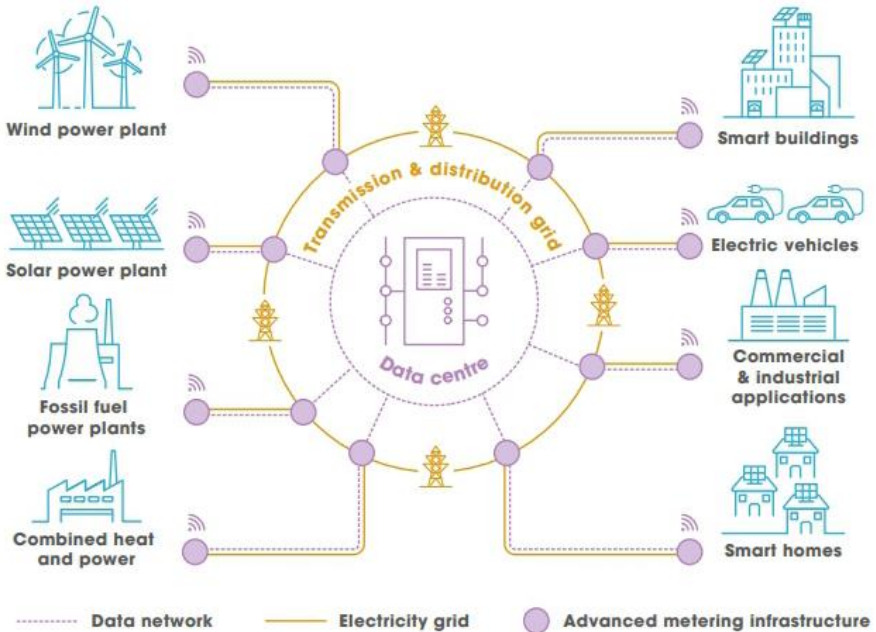 Wind power plant
Solar power plant
Fossil fuel
power plants
Combined heat
and power
Transmission & distribution grid
Data centre
Smart buildings
Electric vehicles
Commercial
& industrial
applications
Smart homes
Data network
Electricity grid
Advanced metering infrastructure